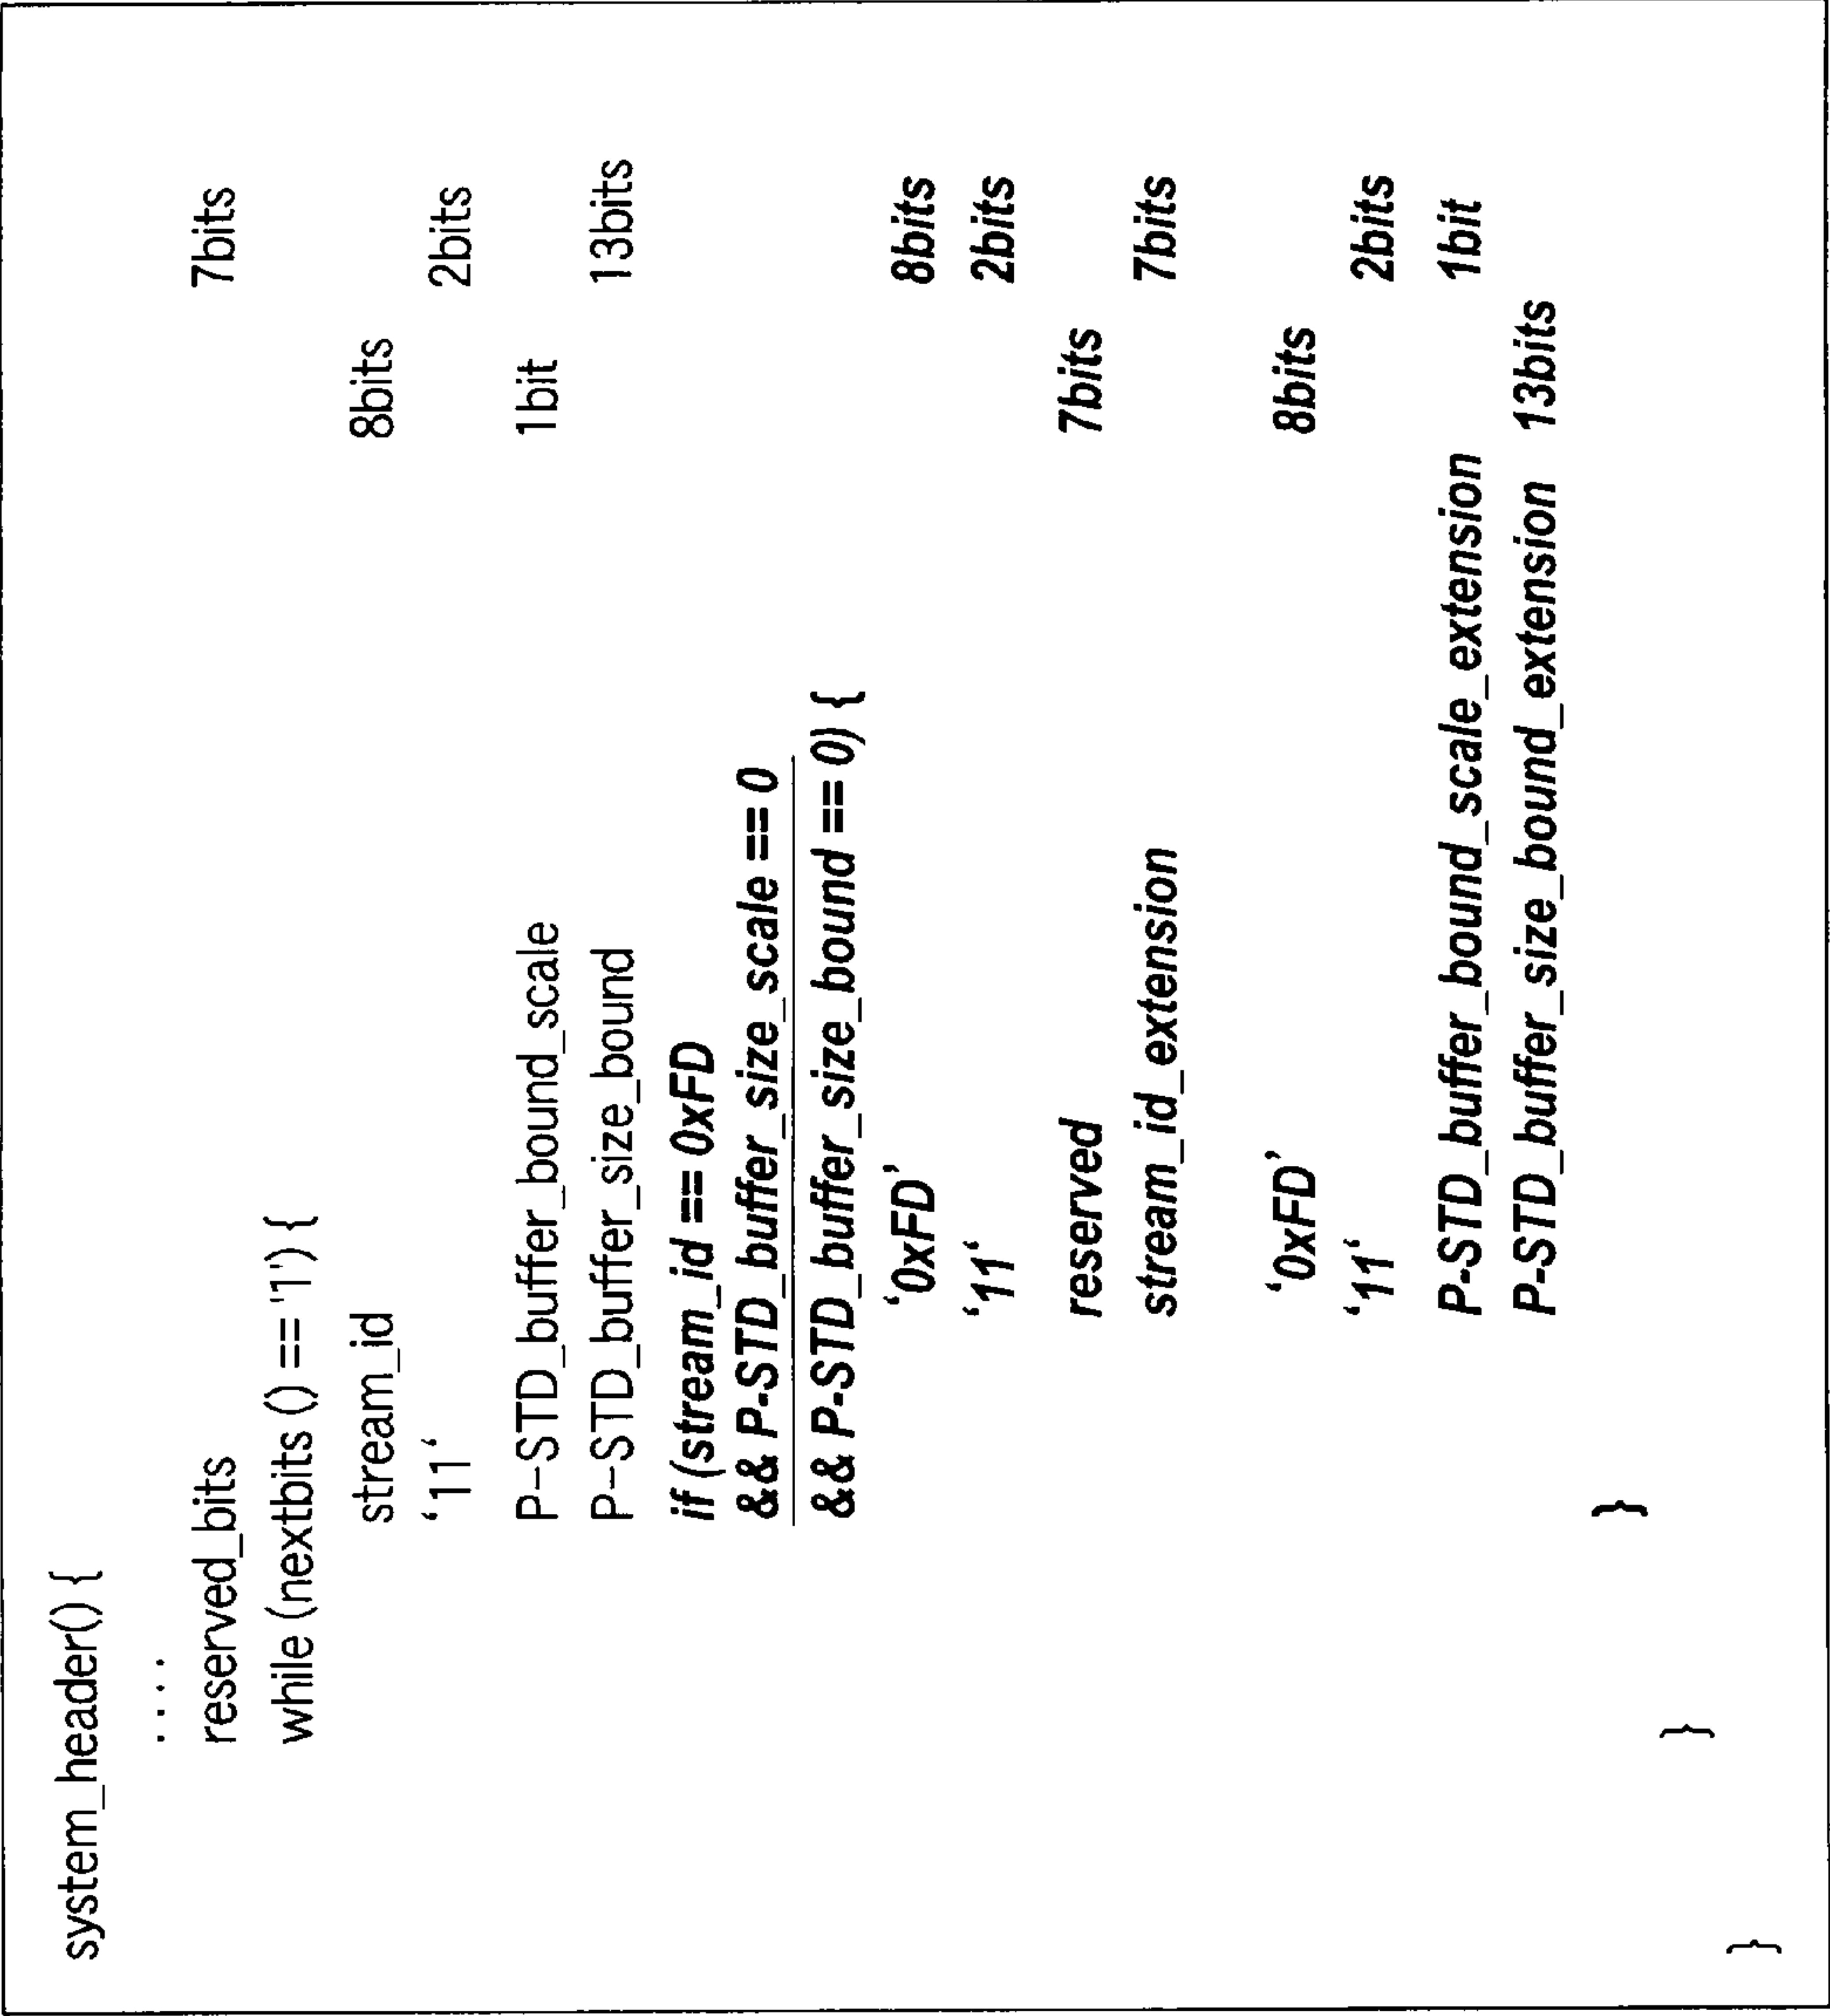 system_header() {
....
reserved_bits 7bits
while (nextbits () == '1') {
stream_id 8bits
‘11‘ 2bits
P-STD_buffer_bound_scale 1bit
P-STD_buffer_size_bound 13bits
if (stream_id == 0xFD
&& P-STD_buffer_size_scale == 0
&& P-STD_buffer_size_bound == 0) {
‘0xFD’ 8bits
‘11‘ 2bits
reserved 7bits
stream_id_extension 7bits
‘0xFD’ 8bits
‘11‘ 2bits
P-STD_buffer_bound_scale_extension 1bit
P-STD_buffer_size_bound_extension 13bits
}
}
}